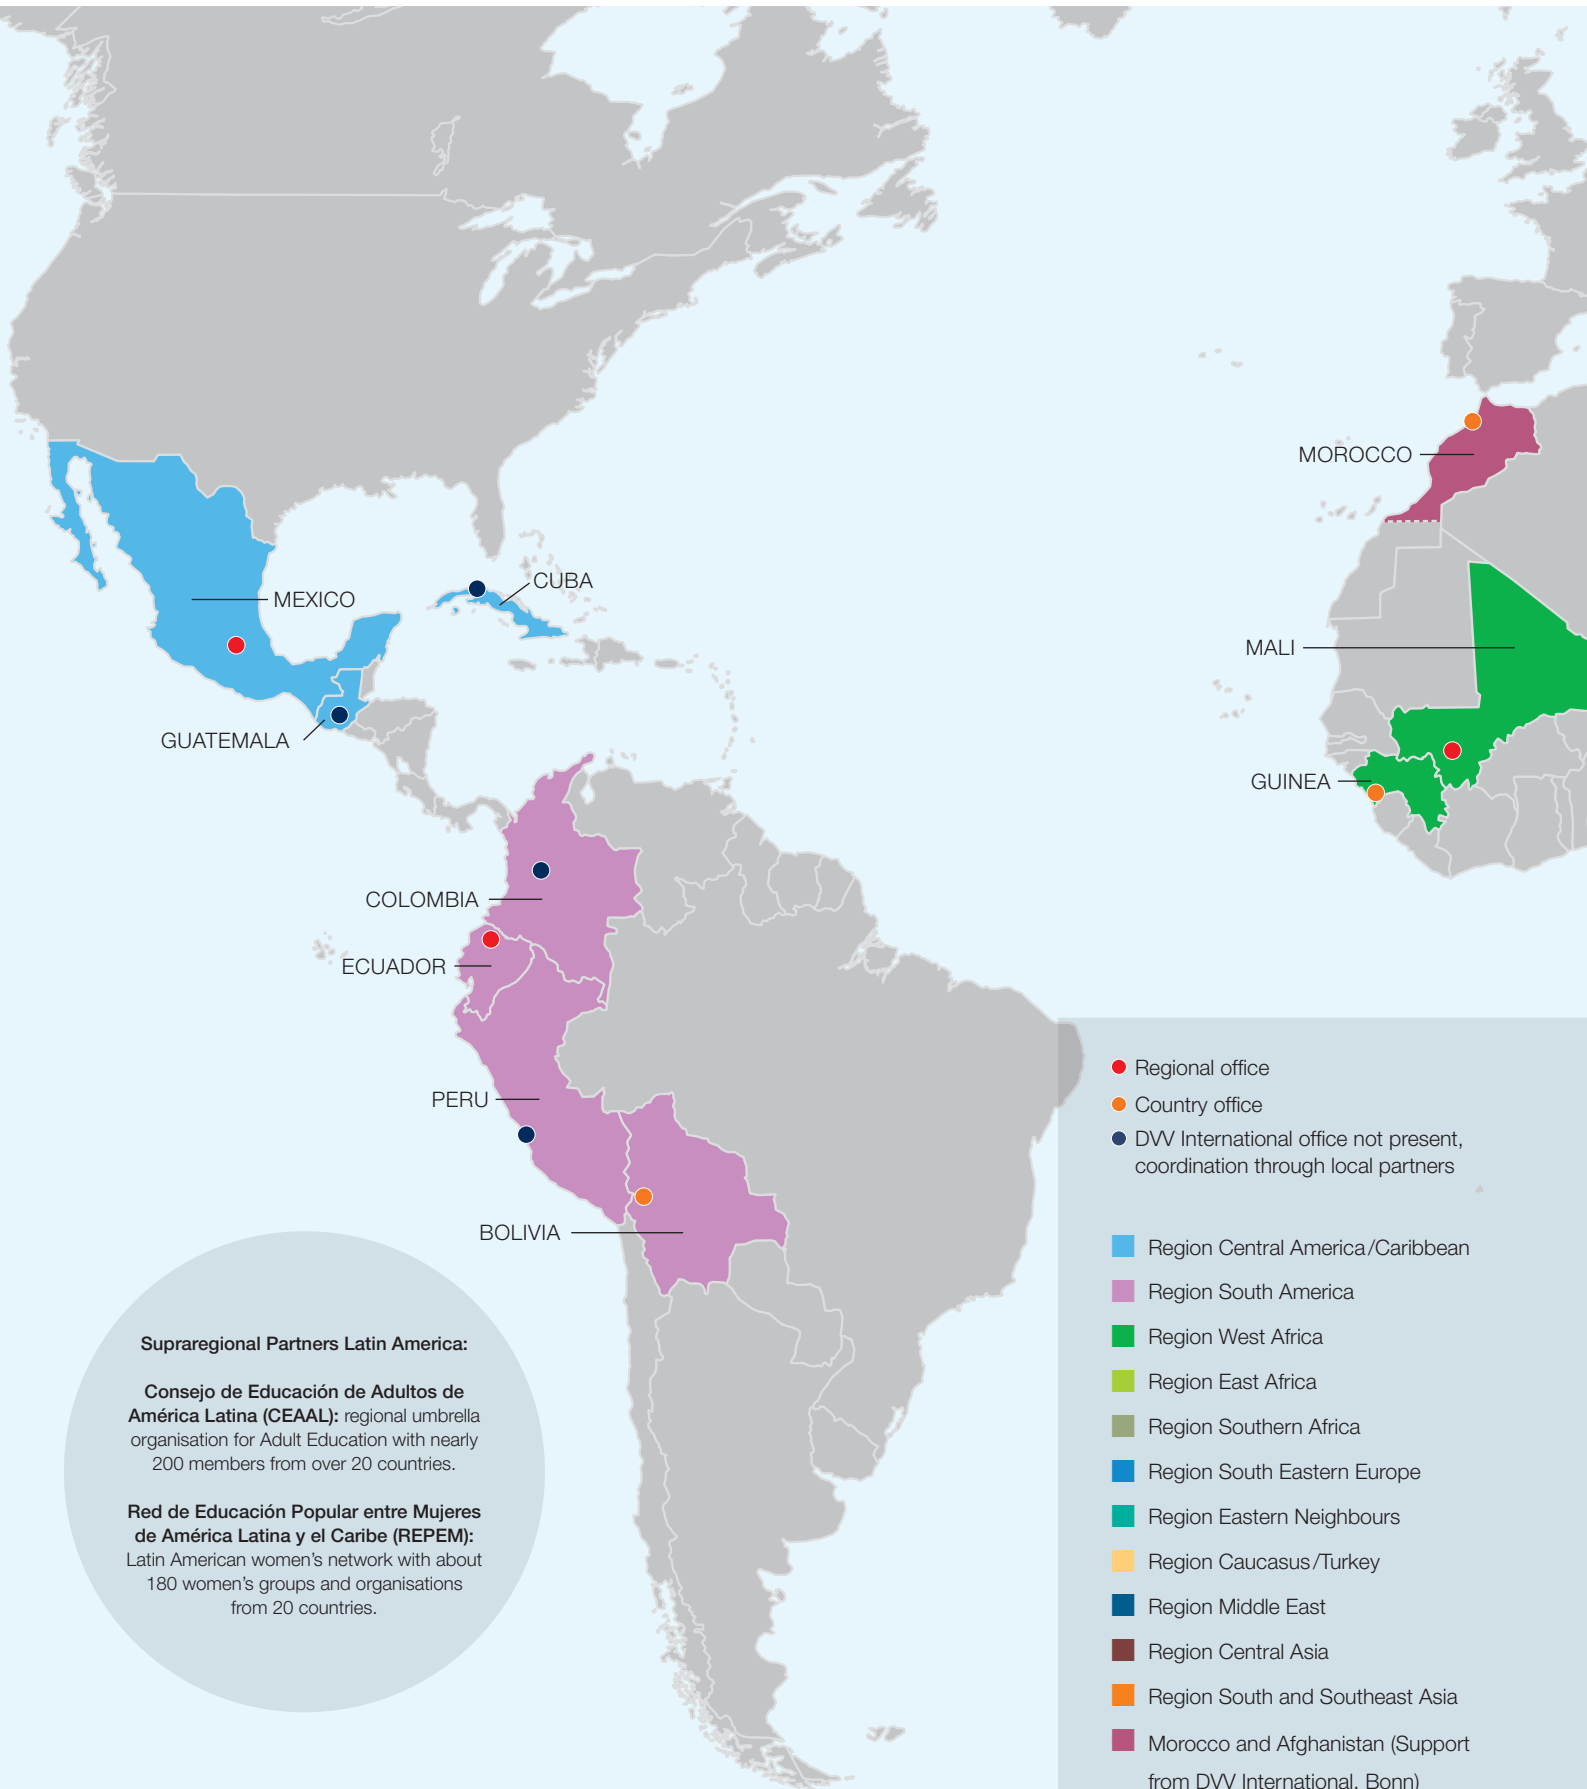 MOROCCO
MEXICO
CUBA
MALI
GUATEMALA
GUINEA
COLOMBIA
ECUADOR
PERU
BOLIVIA
Regional office
Country office
DVV International office not present,
coordination through local partners
Region Central America/Caribbean
Region South America
Region West Africa
Region East Africa
Region Southern Africa
Region South Eastern Europe
Region Eastern Neighbours
Region Caucasus/Turkey
Region Middle East
Region Central Asia
Region South and Southeast Asia
Morocco and Afghanistan (Support
from DVV International, Bonn)
Supraregional Partners Latin America:
Consejo de Educación de Adultos de
América Latina (CEAAL): regional umbrella
organisation for Adult Education with nearly
200 members from over 20 countries.
Red de Educación Popular entre Mujeres
de América Latina y el Caribe (REPEM):
Latin American women’s network with about
180 women’s groups and organisations
from 20 countries.